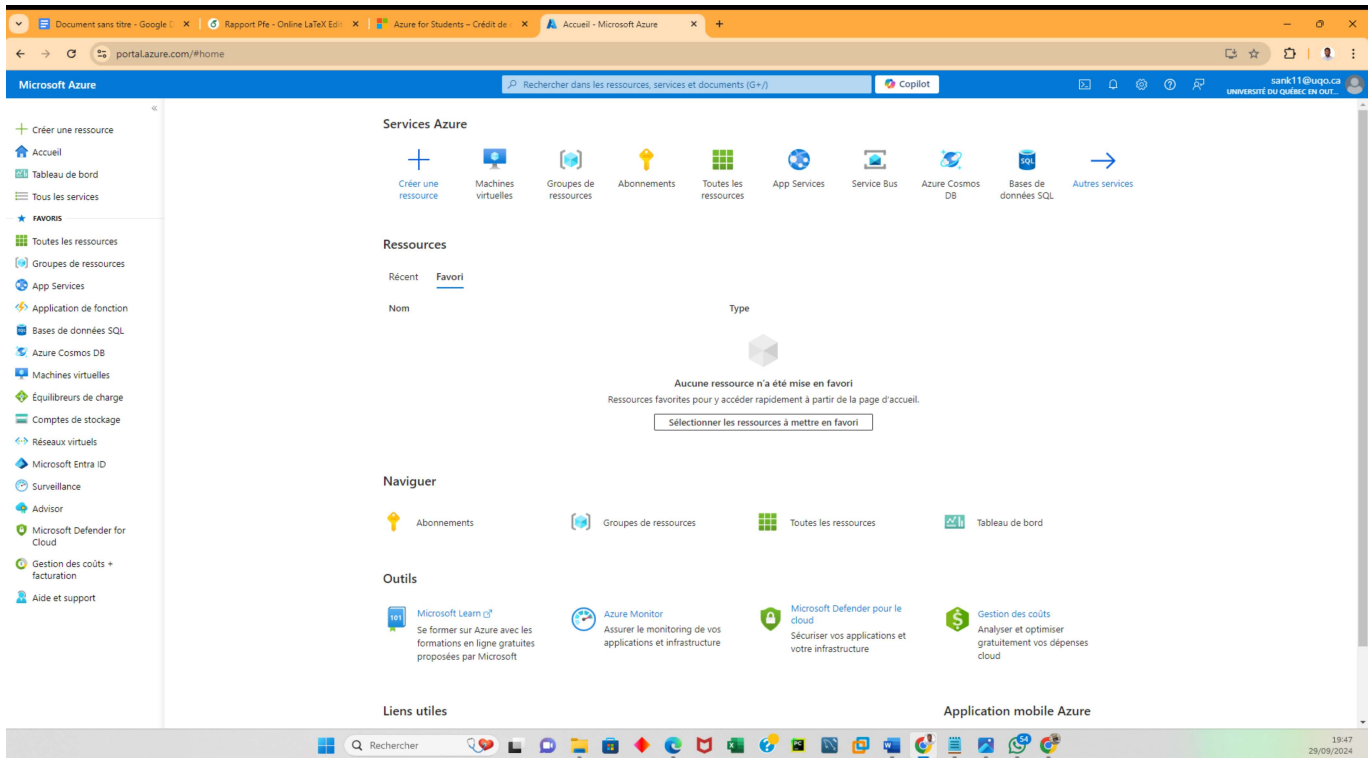 Document sans titre - Google D
Rapport Pfe - Online LaTeX Edit
Azure for Students – Crédit de
Accueil - Microsoft Azure
portal.azure.com/#home
Microsoft Azure
Rechercher dans les ressources, services et documents (G+/)
Copilot
sank11@uqo.ca
UNIVERSITÉ DU QUÉBEC EN OUT...
Créer une ressource
Accueil
Tableau de bord
Tous les services
FAVORIS
Toutes les ressources
Groupes de ressources
App Services
Application de fonction
Bases de données SQL
Azure Cosmos DB
Machines virtuelles
Équilibreurs de charge
Comptes de stockage
Réseaux virtuels
Microsoft Entra ID
Surveillance
Advisor
Microsoft Defender for
Cloud
Gestion des coûts +
facturation
Aide et support
Services Azure
SQL
Créer une
ressource
Machines
virtuelles
Groupes de
ressources
Abonnements
Toutes les
ressources
App Services
Service Bus
Azure Cosmos
DB
Bases de
données SQL
Autres services
Ressources
Récent Favori
Nom Type
Aucune ressource n'a été mise en favori
Ressources favorites pour y accéder rapidement à partir de la page d'accueil.
Sélectionner les ressources à mettre en favori
Naviguer
Abonnements
Groupes de ressources
Toutes les ressources
Tableau de bord
Outils
101
Microsoft Learn
Se former sur Azure avec les
formations en ligne gratuites
proposées par Microsoft
Azure Monitor
Assurer le monitoring de vos
applications et infrastructure
Microsoft Defender pour le
cloud
Sécuriser vos applications et
votre infrastructure
Gestion des coûts
Analyser et optimiser
gratuitement vos dépenses
cloud
Liens utiles
Application mobile Azure
Rechercher
54
19:47
29/09/2024